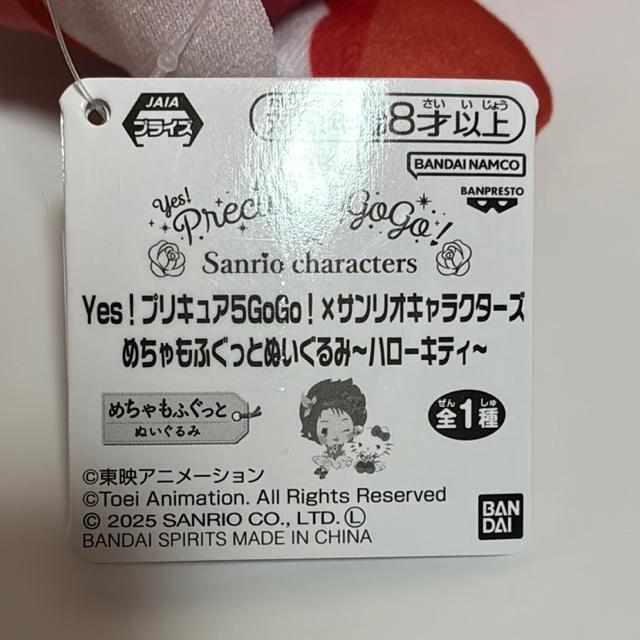 JAIA
プライズ
8才以上
さい いじょう
BANDAI NAMCO
BANPRESTO
Yes!
GoGo!
Sanrio characters
Yes！プリキュア5GoGo！×サンリオキャラクターズ
めちゃもふぐっとぬいぐるみ～ハローキティ～
めちゃもふぐっと
ぬいぐるみ
ぜん しゅ
全1種
©東映アニメーション
©Toei Animation. All Rights Reserved
© 2025 SANRIO CO., LTD. Ⓛ
BANDAI SPIRITS MADE IN CHINA
BAN
DAI